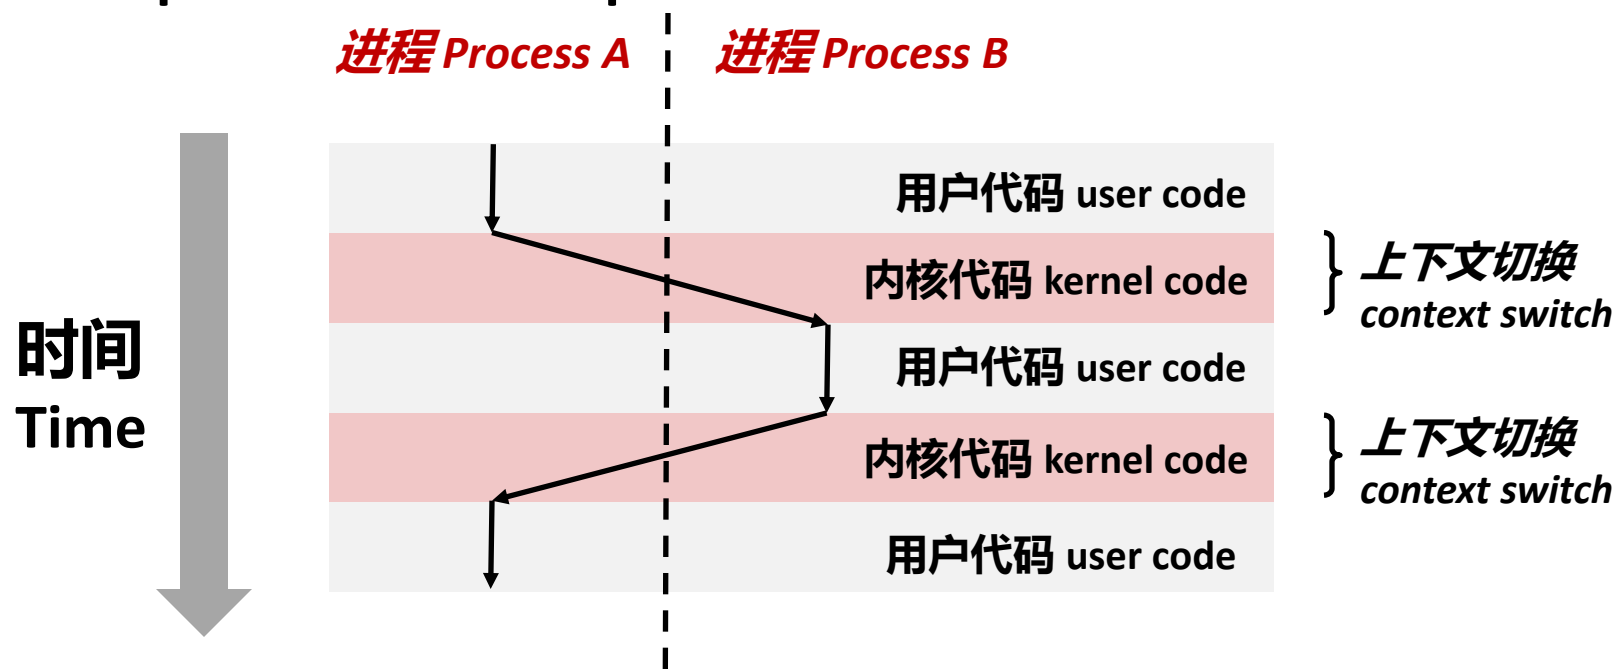 进程 Process A
进程 Process B
用户代码 user code
内核代码 kernel code
上下文切换
context switch
时间
Time
用户代码 user code
内核代码 kernel code
上下文切换
context switch
用户代码 user code